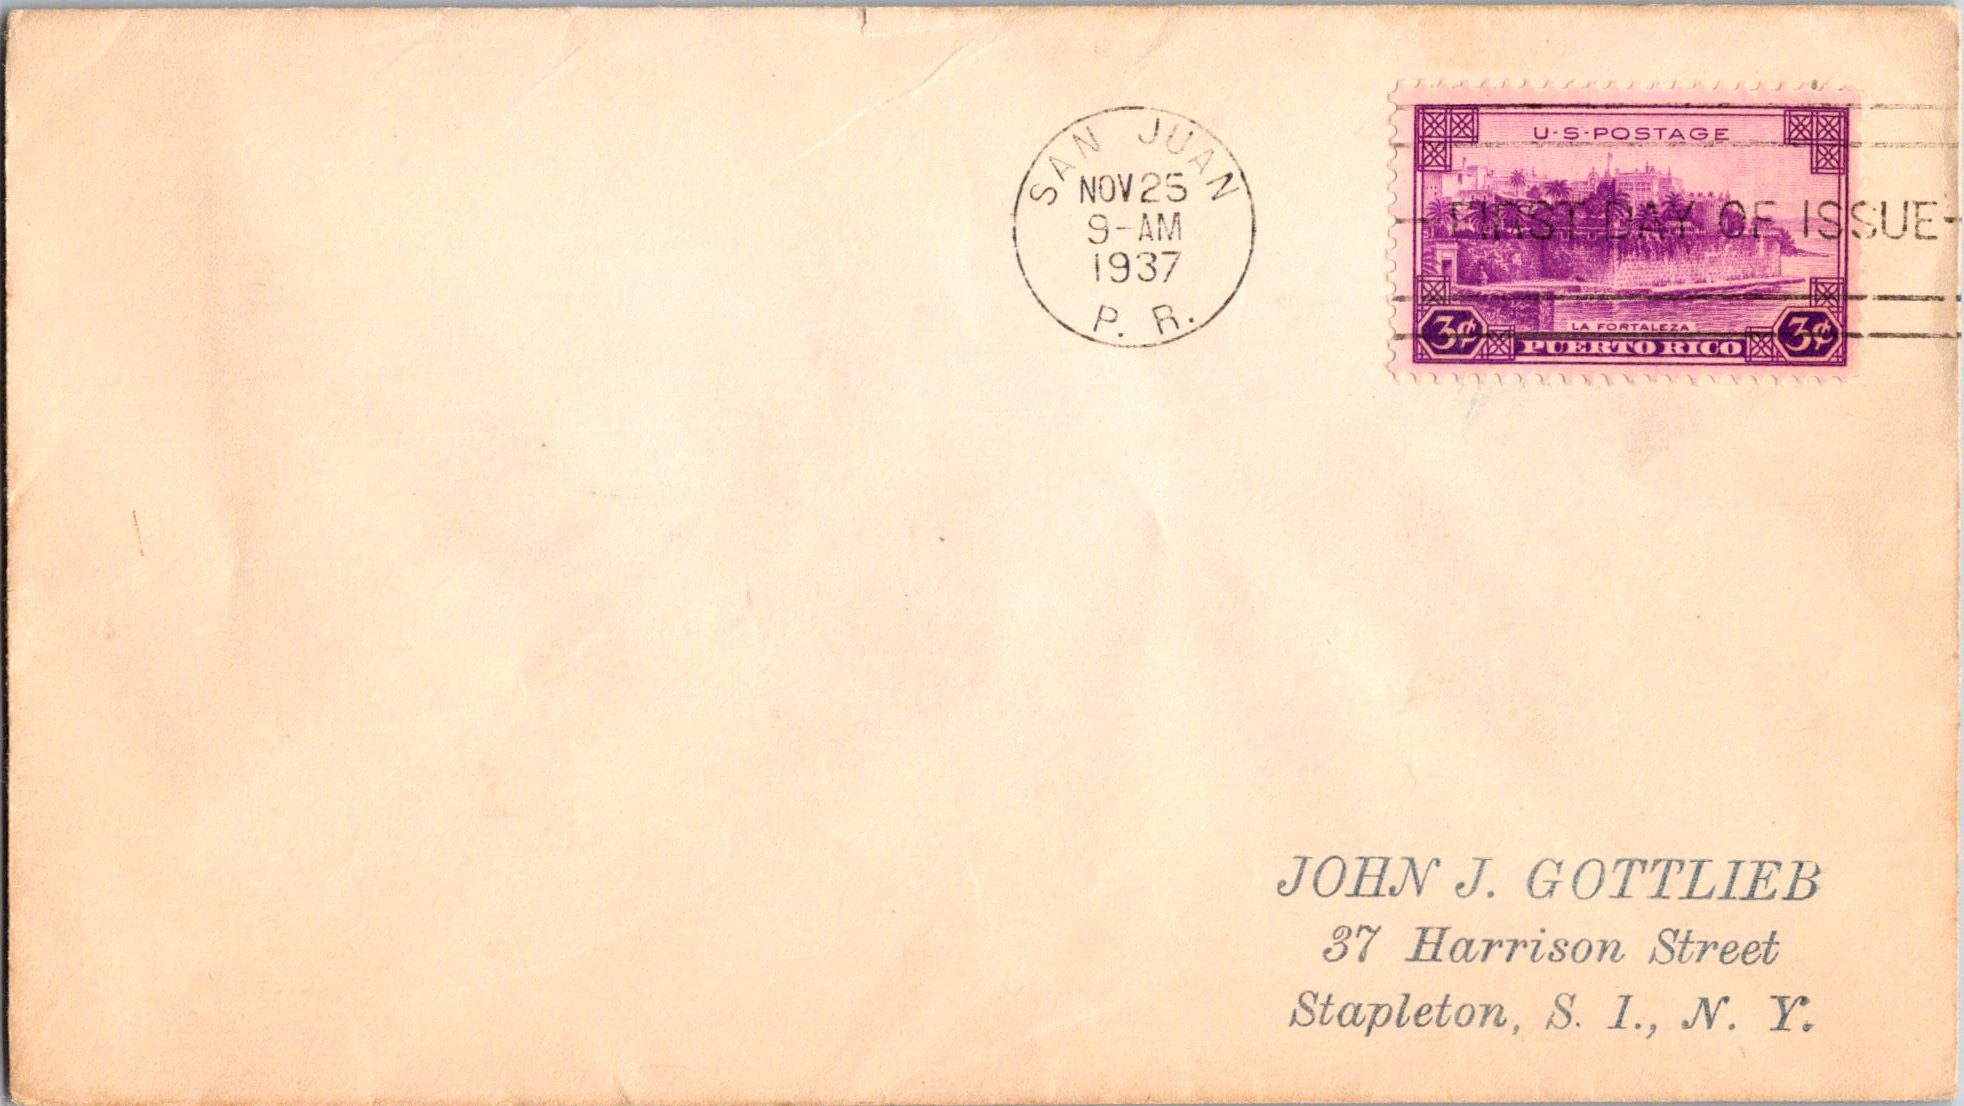 SAN JUAN
NOV 25
9-AM
1937
P. R.
U-S-POSTAGE
FIRST DAY OF ISSUE
LA FORTALEZA
3¢ PUERTO RICO 3¢
JOHN J. GOTTLIEB
37 Harrison Street
Stapleton, S. I., N. Y.